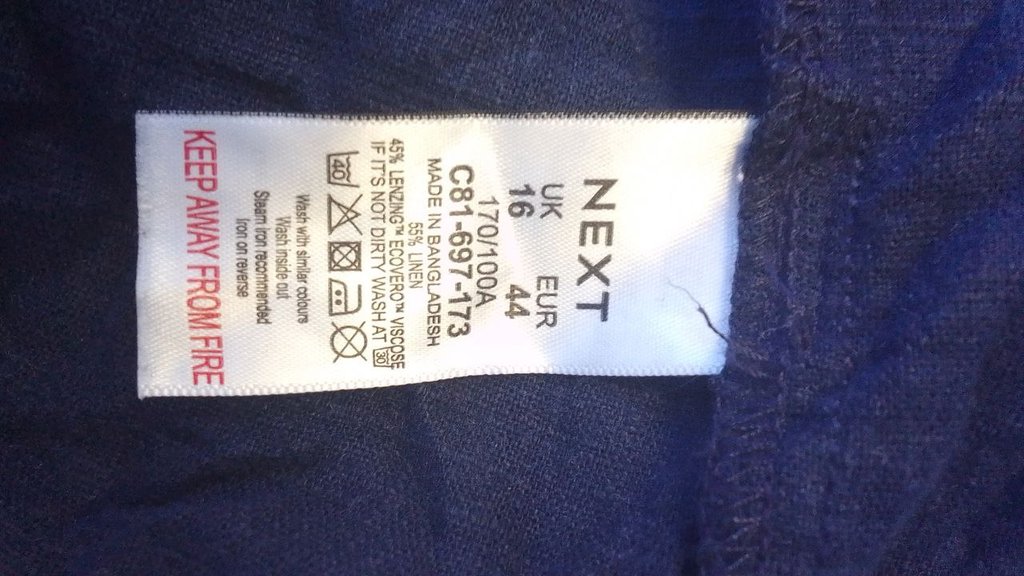 NEXT
UK EUR
16 44
170/100A
C81-697-173
MADE IN BANGLADESH
55% LINEN
45% LENZING™ ECOVERO™ VISCOSE
IF IT'S NOT DIRTY WASH AT 30
40
Wash with similar colours
Wash inside out
Steam iron recommended
Iron on reverse
KEEP AWAY FROM FIRE